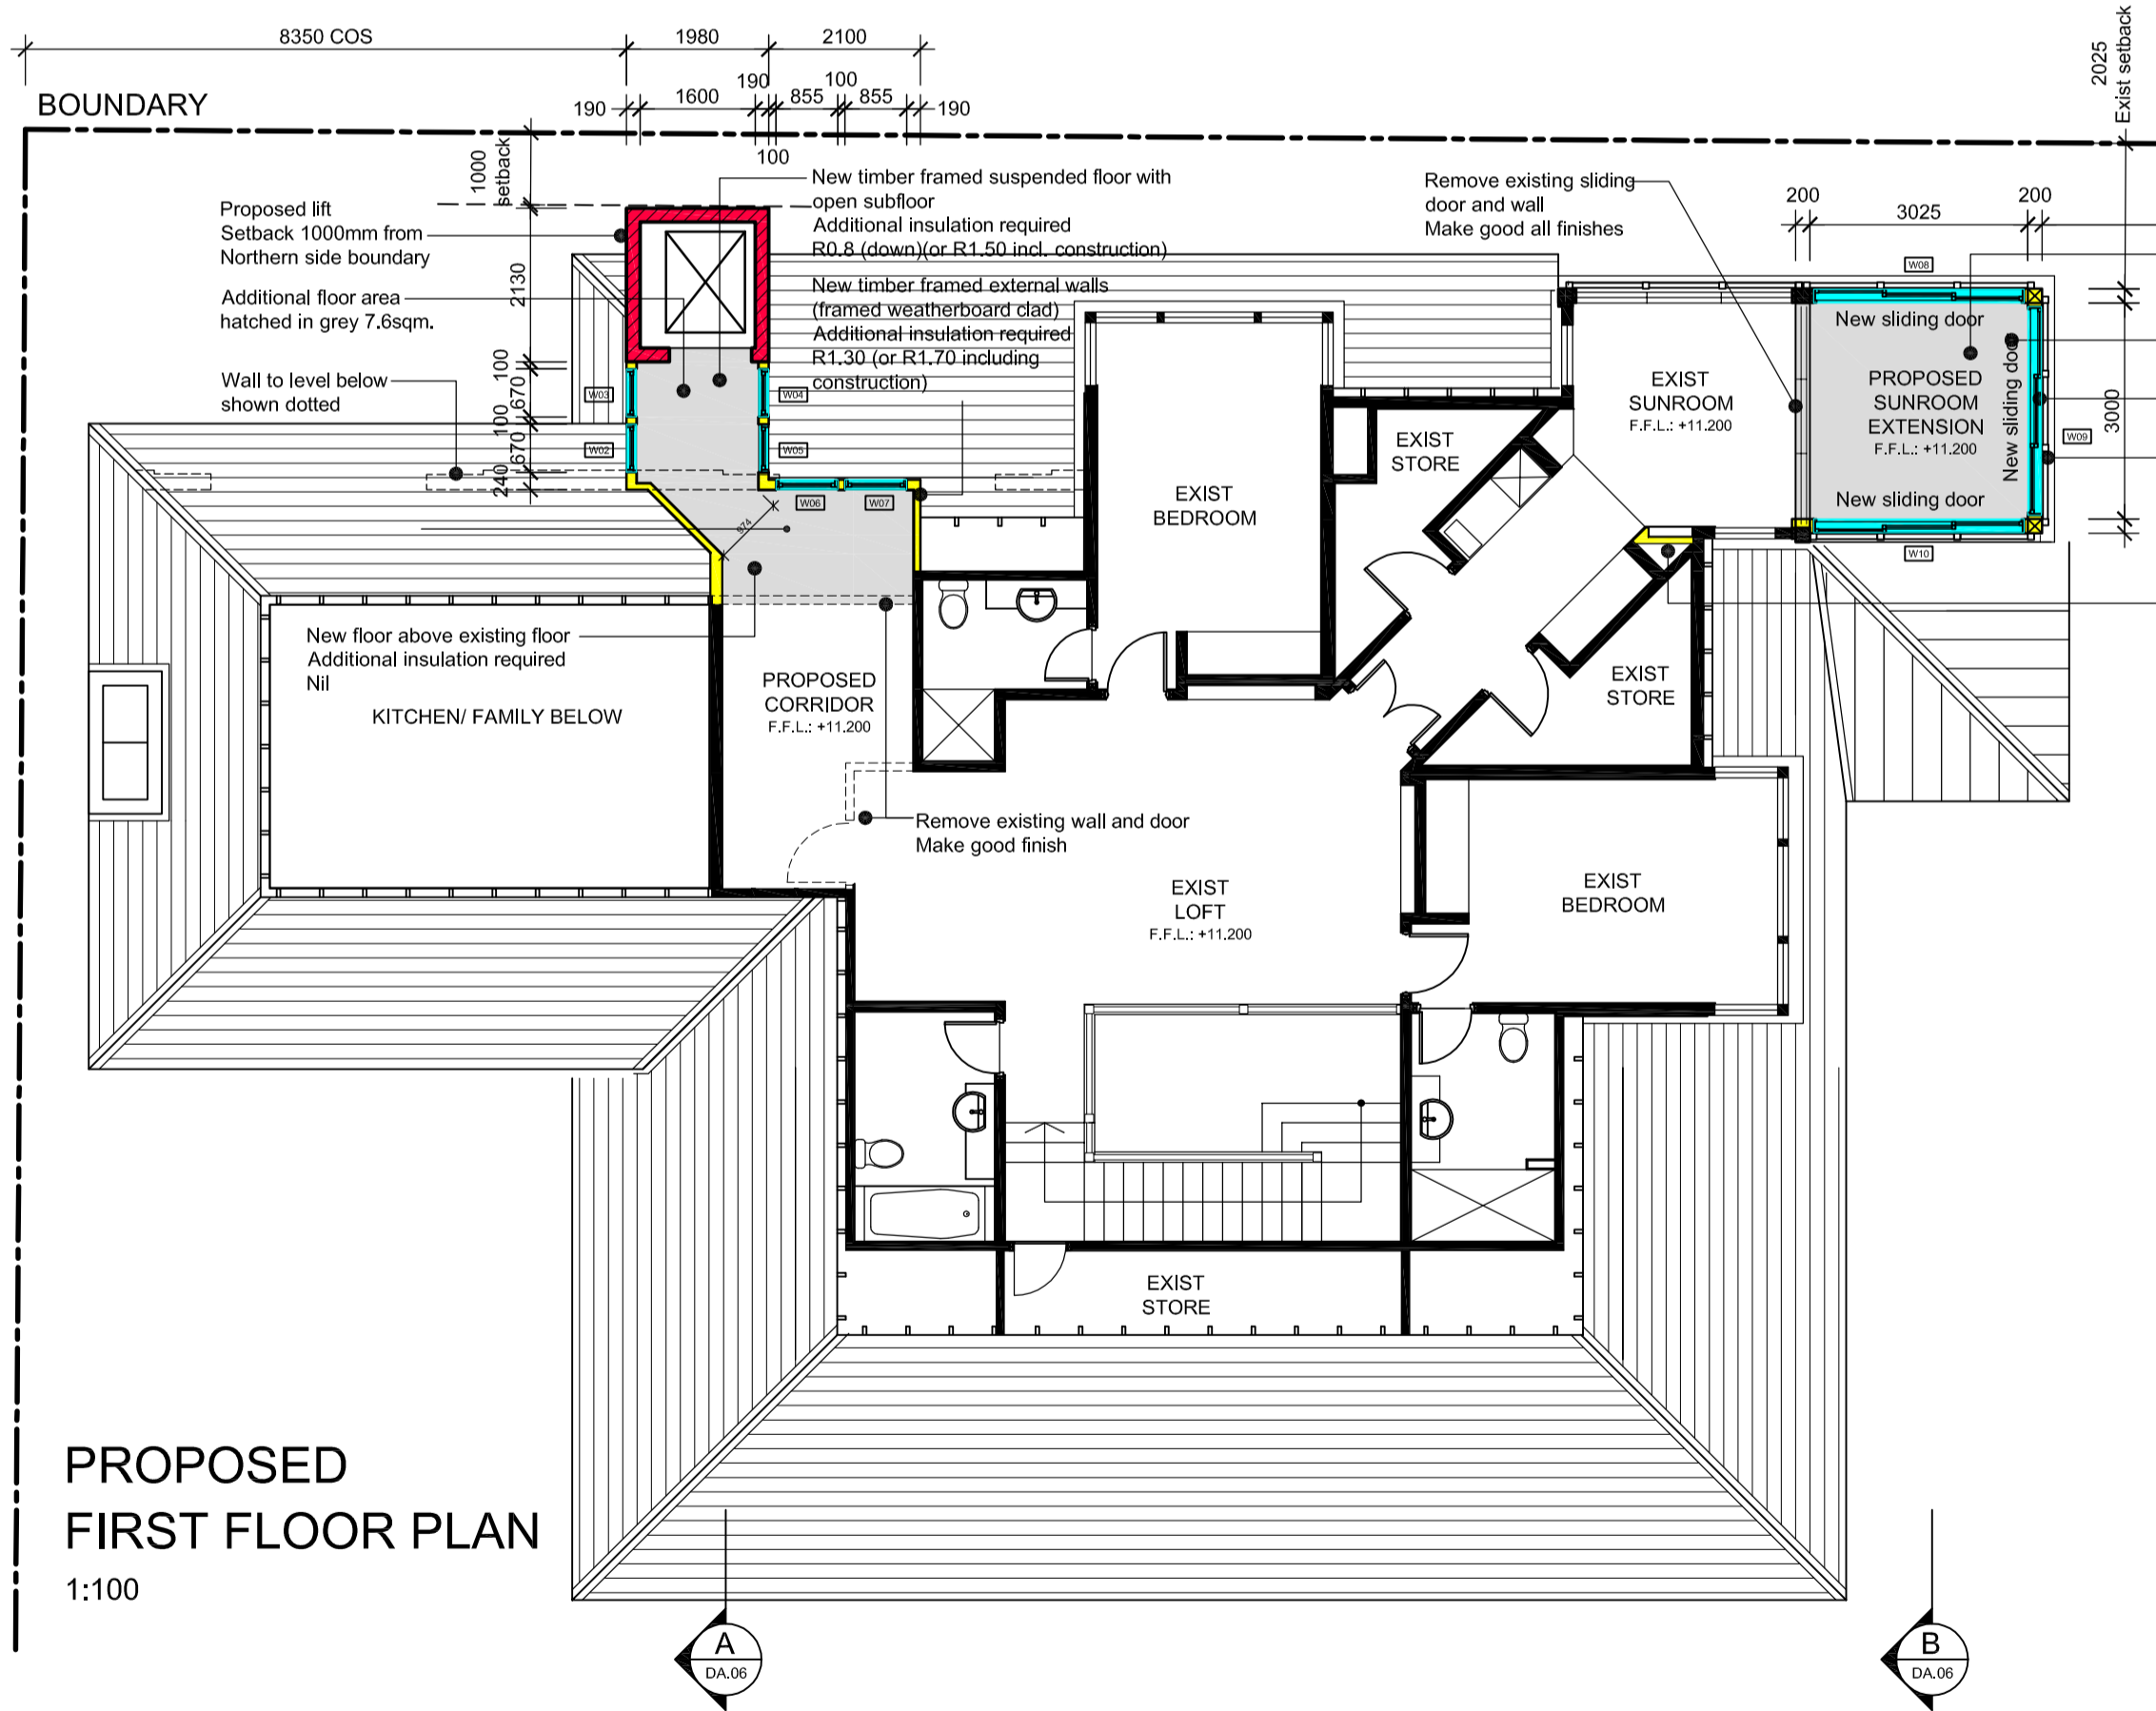 8350 COS
1980
2100
2025
Exist setback
BOUNDARY
190
1600
190
100
855
855
190
100
1000
setback
New timber framed suspended floor with
open subfloor
Additional insulation required
R0.8 (down)(or R1.50 incl. construction)
Remove existing sliding
door and wall
Make good all finishes
200
3025
200
Proposed lift
Setback 1000mm from
Northern side boundary
2130
New timber framed external walls
(framed weatherboard clad)
Additional insulation required
R1.30 (or R1.70 including
construction)
Additional floor area
hatched in grey 7.6sqm.
W08
New sliding door
Wall to level below
shown dotted
100
670
100
670
240
W03
W04
W02
W05
W06
W07
974
EXIST
SUNROOM
F.F.L.: +11.200
PROPOSED
SUNROOM
EXTENSION
F.F.L.: +11.200
New sliding door
3000
W09
New sliding door
W10
EXIST
STORE
EXIST
BEDROOM
New floor above existing floor
Additional insulation required
Nil
KITCHEN/ FAMILY BELOW
PROPOSED
CORRIDOR
F.F.L.: +11.200
EXIST
STORE
Remove existing wall and door
Make good finish
EXIST
LOFT
F.F.L.: +11.200
EXIST
BEDROOM
EXIST
STORE
PROPOSED
FIRST FLOOR PLAN
1:100
A
DA.06
B
DA.06